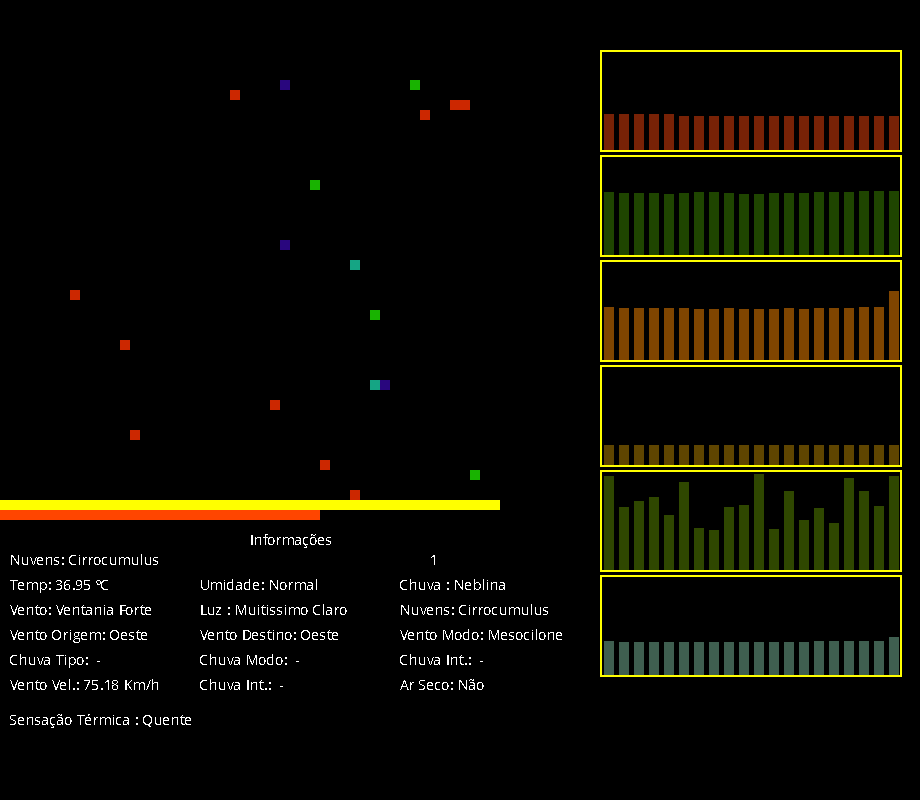 Informações
Nuvens: Cirrocumulus 1
Temp: 36.95 ºC Umidade: Normal Chuva : Neblina
Vento: Ventania Forte Luz : Muitissimo Claro Nuvens: Cirrocumulus
Vento Origem: Oeste Vento Destino: Oeste Vento Modo: Mesocilone
Chuva Tipo: - Chuva Modo: - Chuva Int.: -
Vento Vel.: 75.18 Km/h Chuva Int.: - Ar Seco: Não
Sensação Térmica : Quente